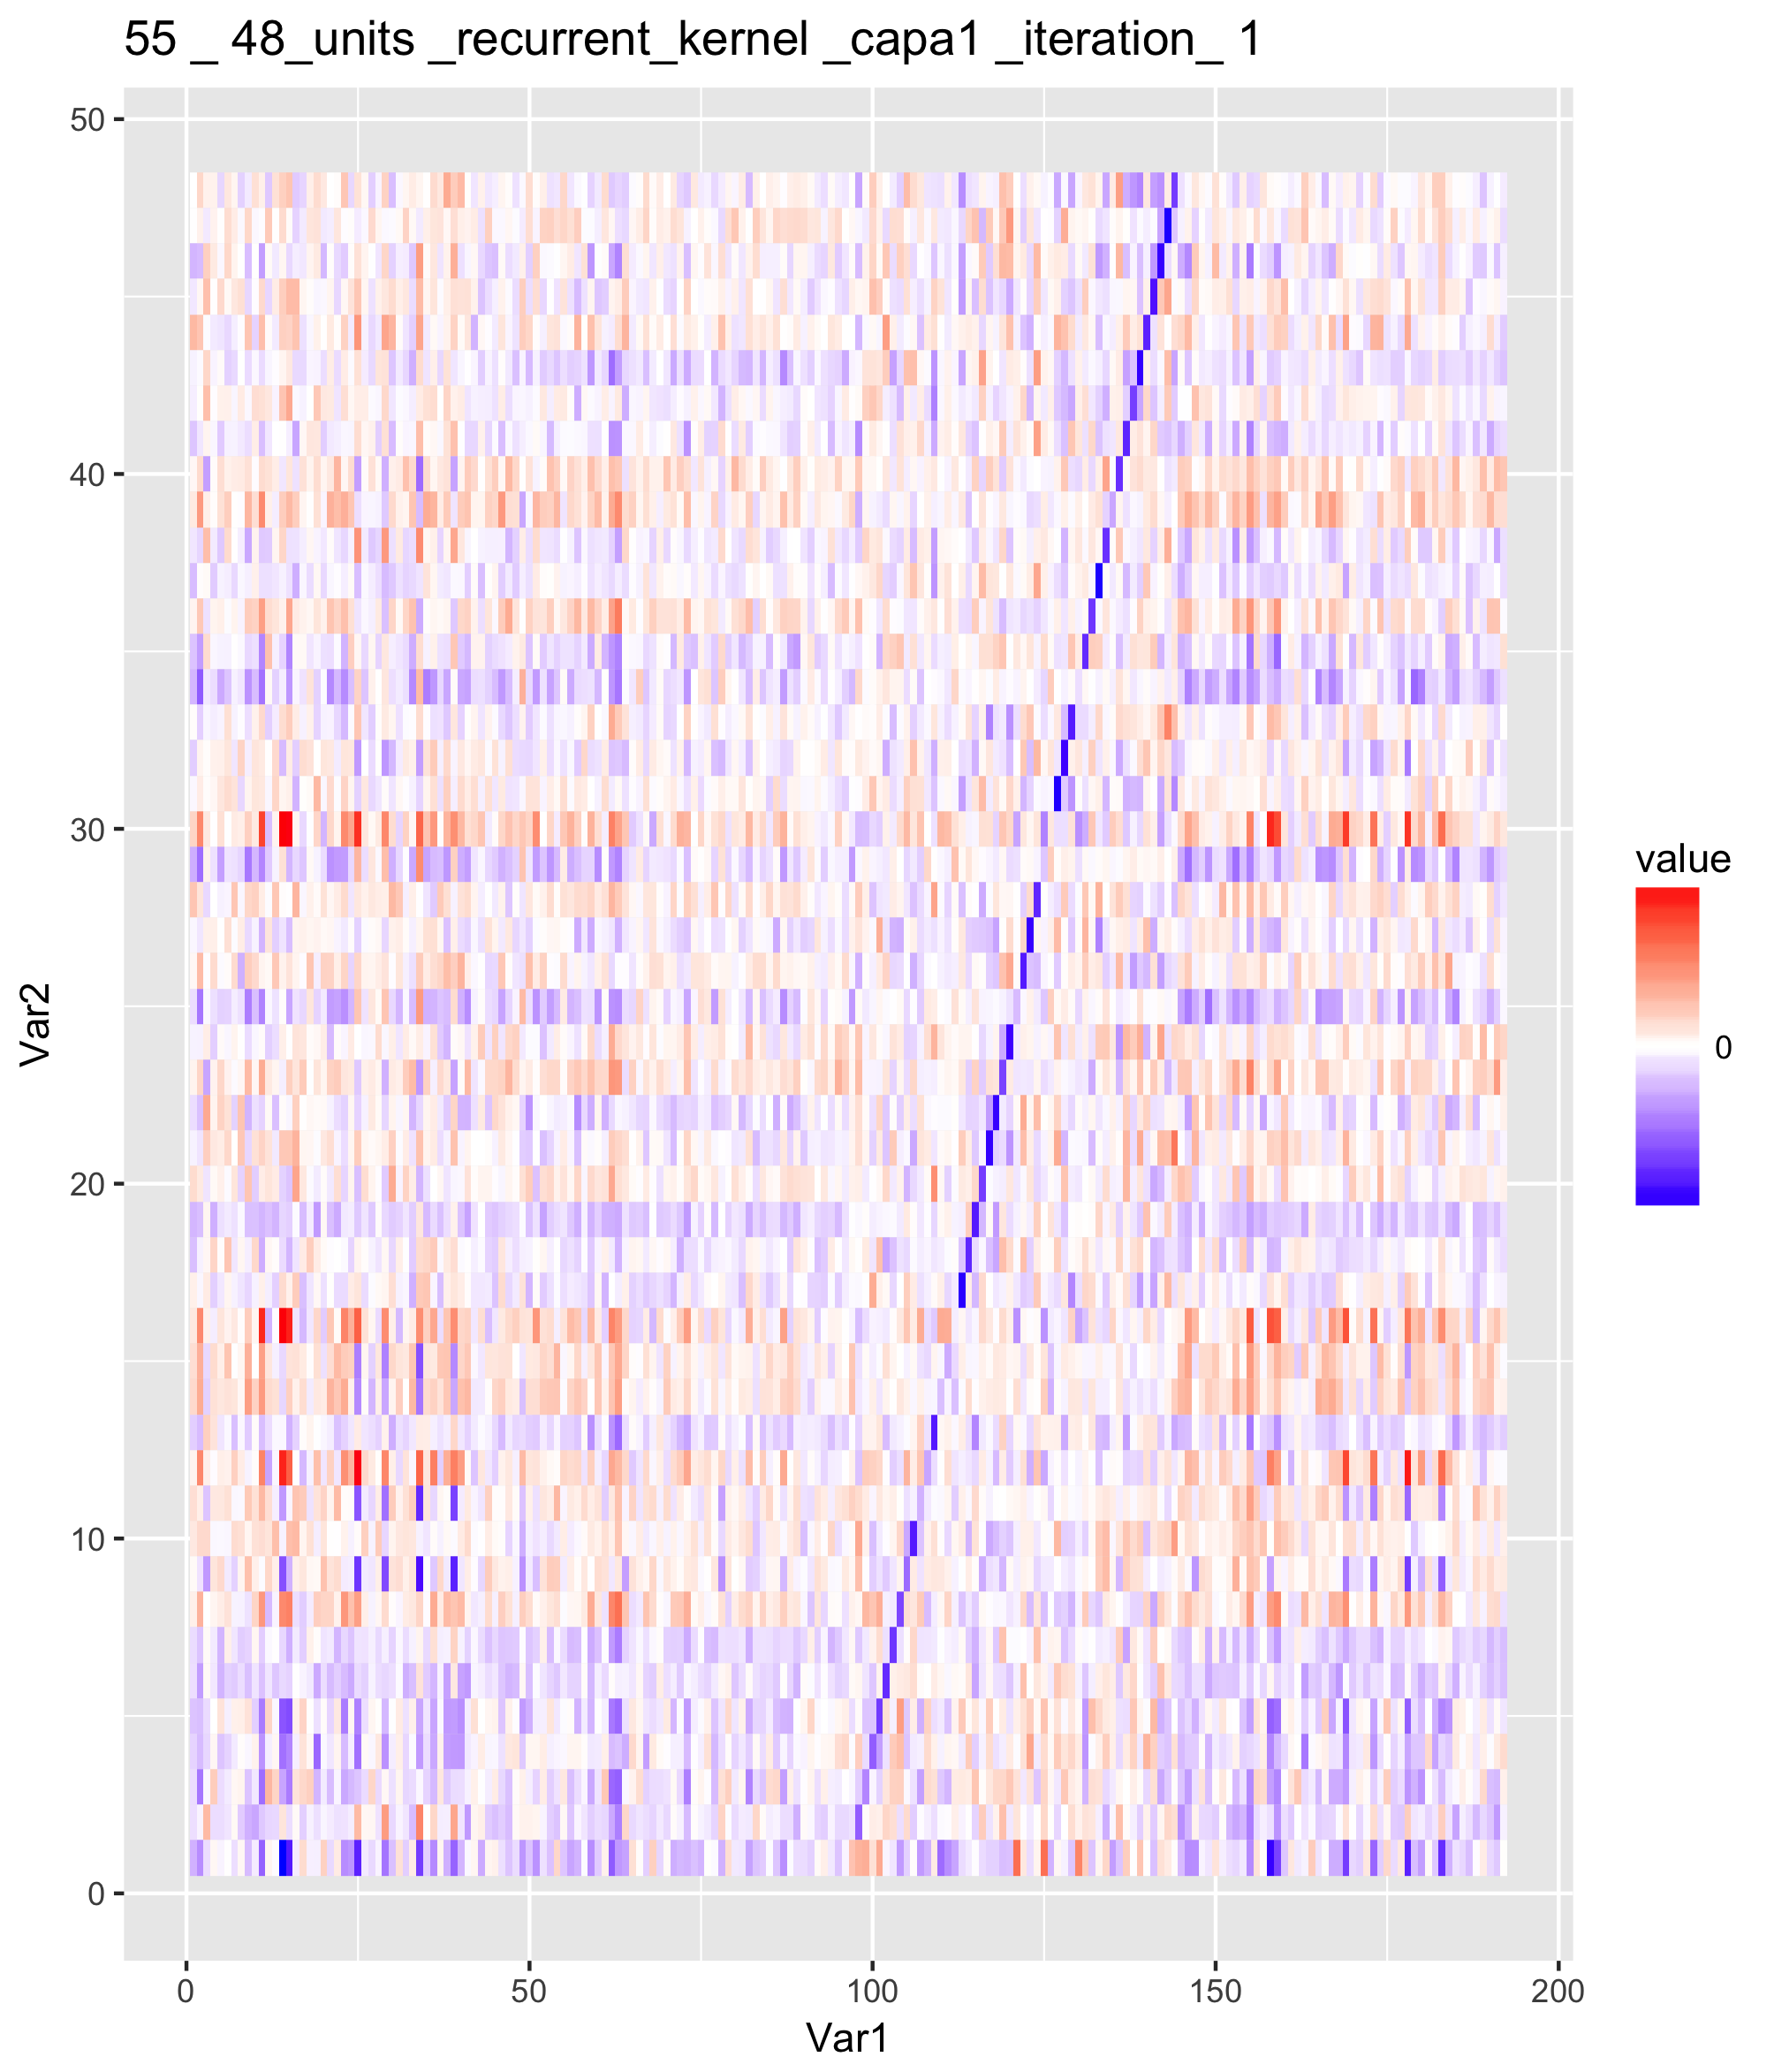 55 _ 48_units _recurrent_kernel _capa1 _iteration_ 1
50
40
30
20
10
0
Var2
0 50 100 150 200
Var1
value
0